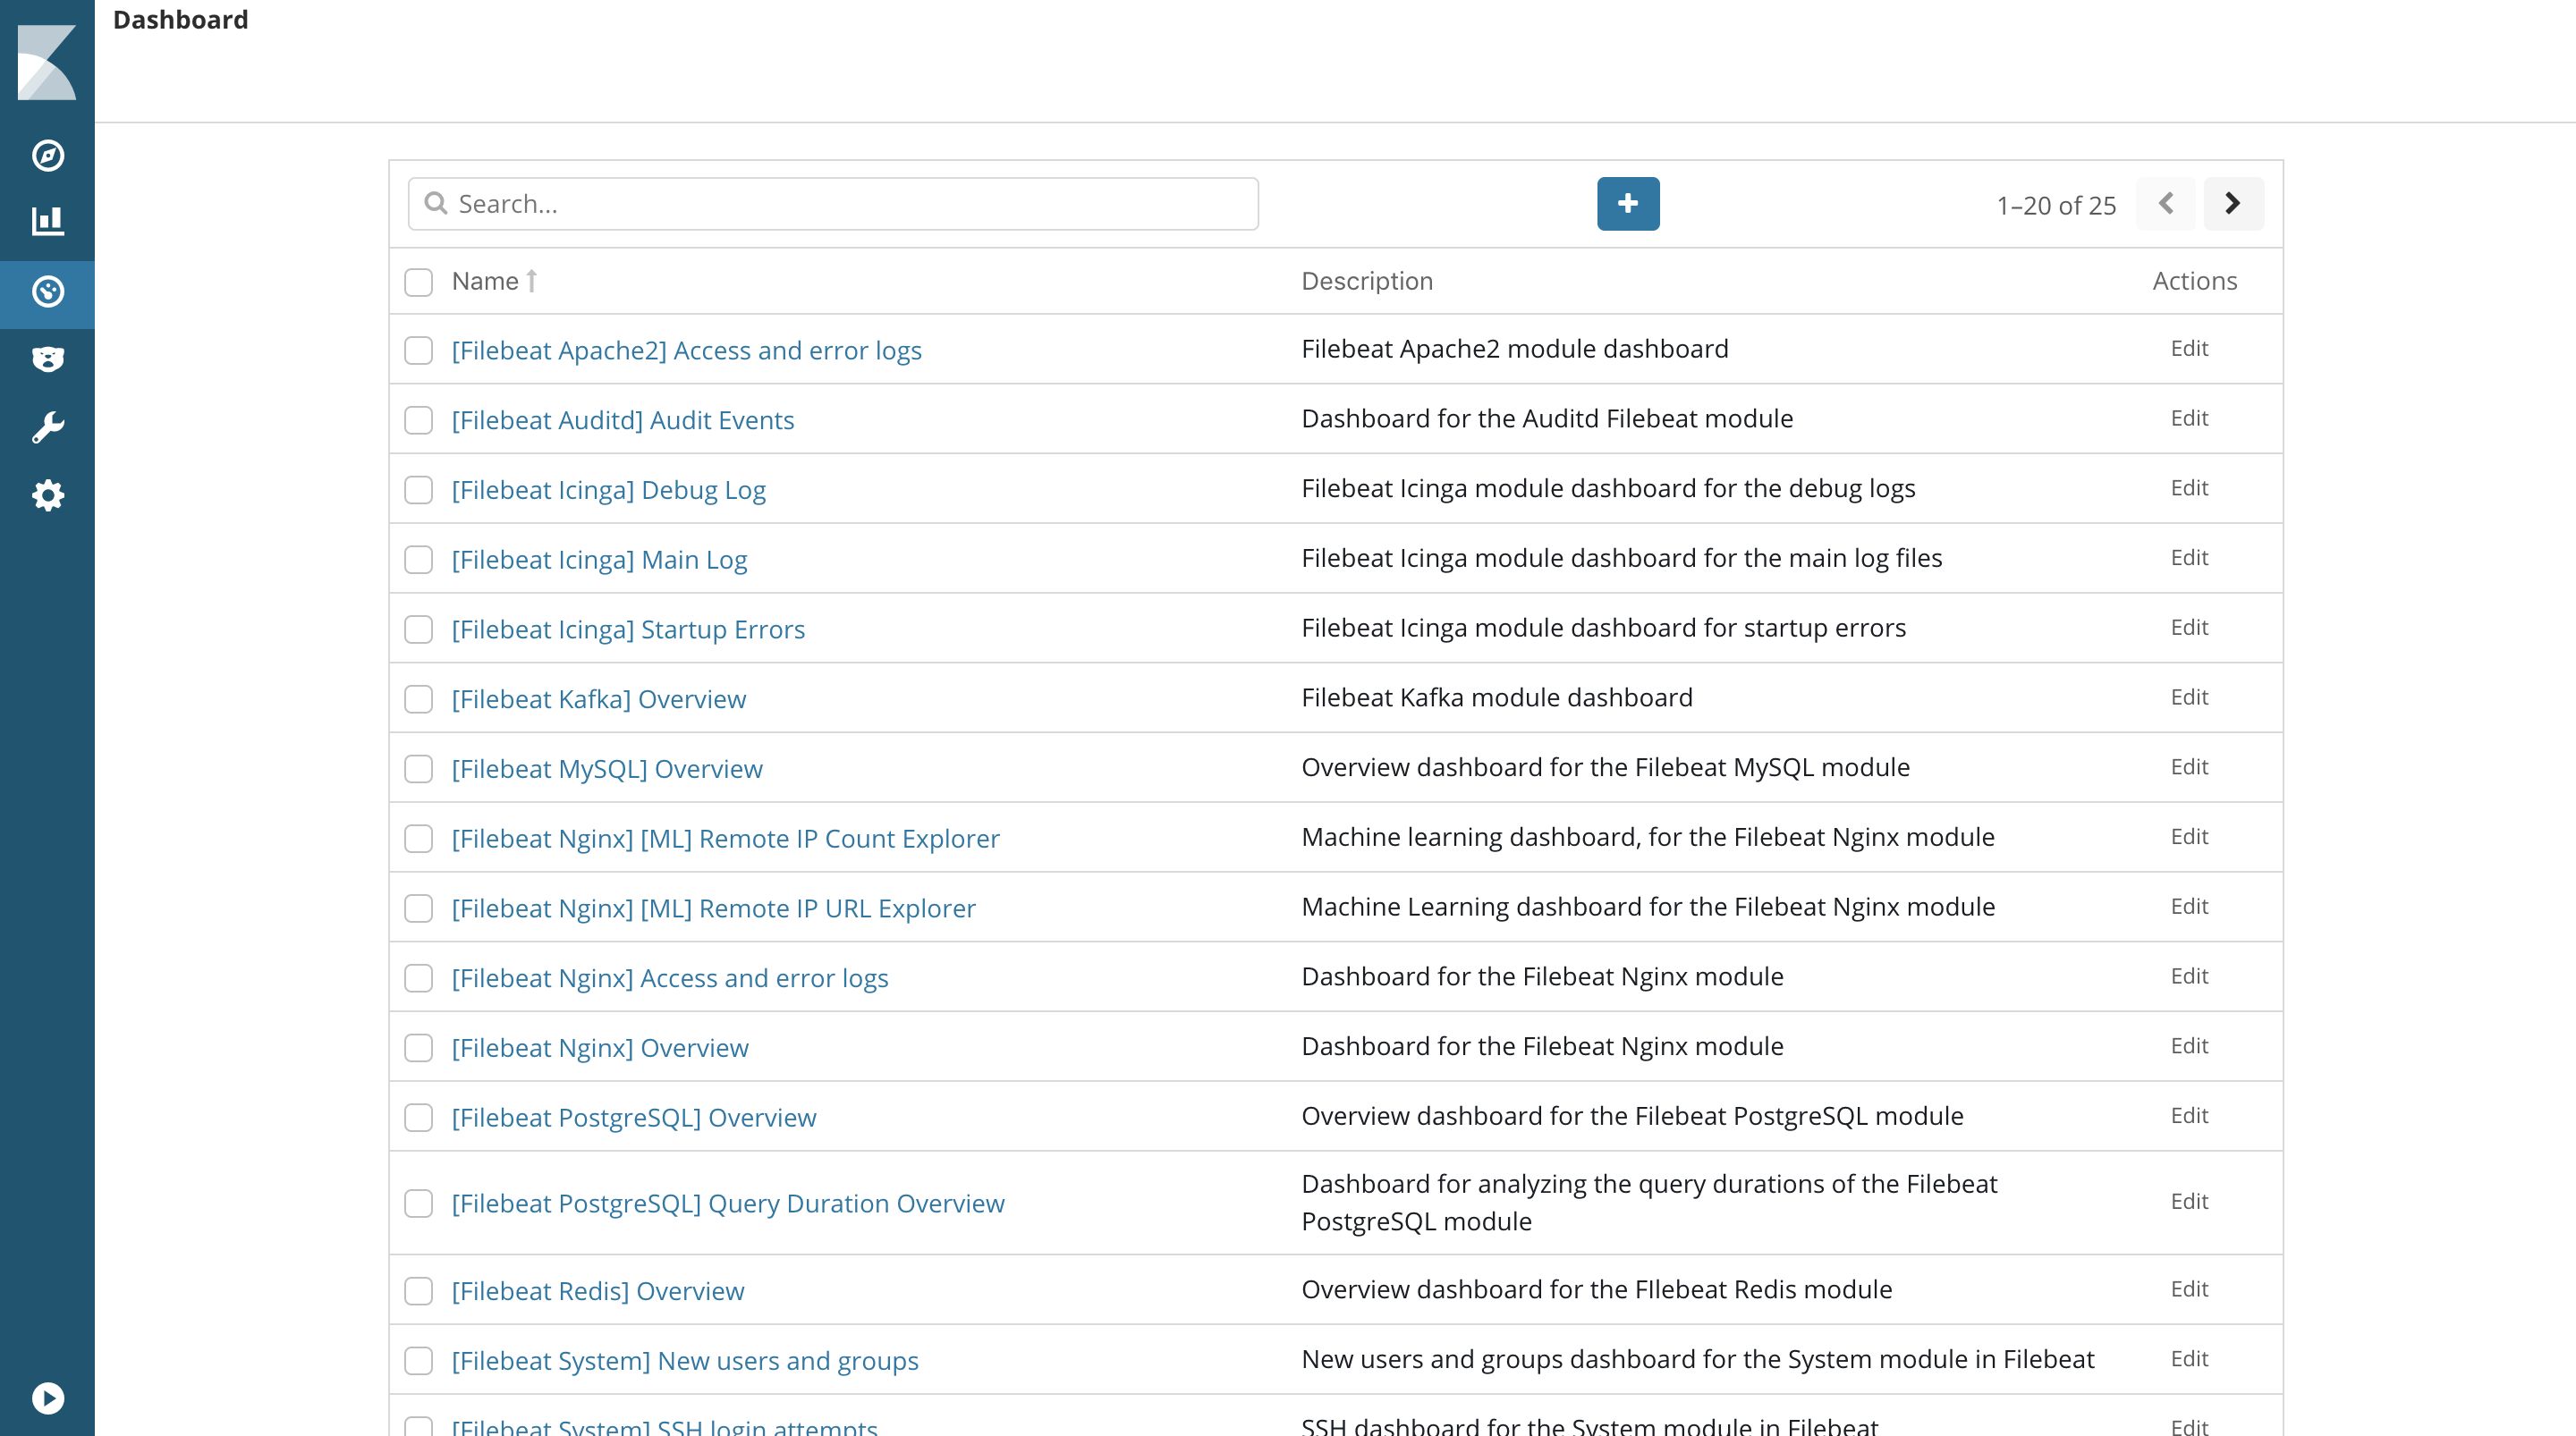 Dashboard
Search...
1–20 of 25
Name Description Actions
[Filebeat Apache2] Access and error logs Filebeat Apache2 module dashboard Edit
[Filebeat Auditd] Audit Events Dashboard for the Auditd Filebeat module Edit
[Filebeat Icinga] Debug Log Filebeat Icinga module dashboard for the debug logs Edit
[Filebeat Icinga] Main Log Filebeat Icinga module dashboard for the main log files Edit
[Filebeat Icinga] Startup Errors Filebeat Icinga module dashboard for startup errors Edit
[Filebeat Kafka] Overview Filebeat Kafka module dashboard Edit
[Filebeat MySQL] Overview Overview dashboard for the Filebeat MySQL module Edit
[Filebeat Nginx] [ML] Remote IP Count Explorer Machine learning dashboard, for the Filebeat Nginx module Edit
[Filebeat Nginx] [ML] Remote IP URL Explorer Machine Learning dashboard for the Filebeat Nginx module Edit
[Filebeat Nginx] Access and error logs Dashboard for the Filebeat Nginx module Edit
[Filebeat Nginx] Overview Dashboard for the Filebeat Nginx module Edit
[Filebeat PostgreSQL] Overview Overview dashboard for the Filebeat PostgreSQL module Edit
[Filebeat PostgreSQL] Query Duration Overview Dashboard for analyzing the query durations of the Filebeat
PostgreSQL module Edit
[Filebeat Redis] Overview Overview dashboard for the FIlebeat Redis module Edit
[Filebeat System] New users and groups New users and groups dashboard for the System module in Filebeat Edit
[Filebeat System] SSH login attempts SSH dashboard for the System module in Filebeat Edit